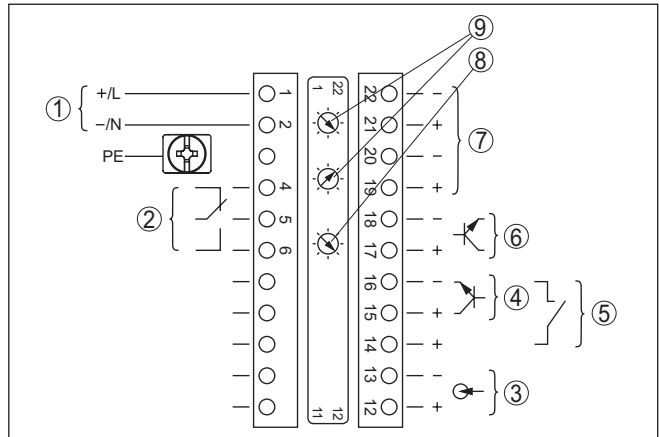 ⑨
⑧
1 22
① +/L 1 22 −
−/N 2 21 + ⑦
20 −
PE
4 19 +
② 5 18 − ⑥
6 17 +
16 − ④
15 + ⑤
14 +
13 − ③
11 12 12 +